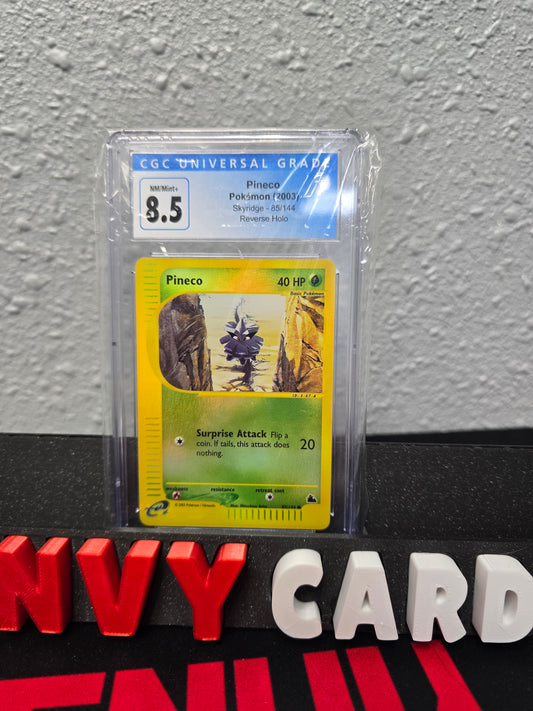 CGC UNIVERSAL GRADE
NM/Mint+
8.5
Pineco
Pokémon (2003)
Skyridge - 85/144
Reverse Holo
Pineco
40 HP
Basic Pokémon
Surprise Attack Flip a
coin. If tails, this attack does
nothing.
20
weakness resistance retreat cost
e
NVY CARD